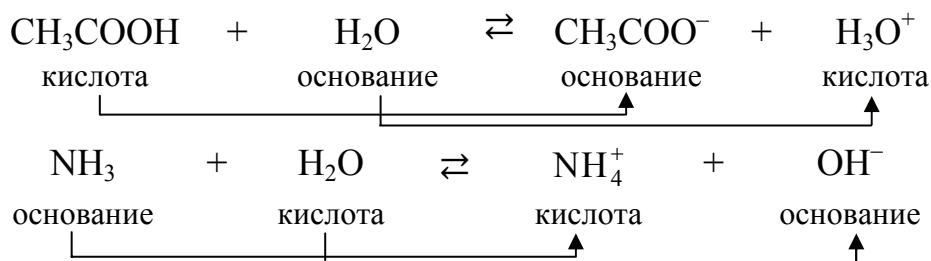 CH₃COOH + H₂O ⇄ CH₃COO⁻ + H₃O⁺
кислота основание основание кислота
NH₃ + H₂O ⇄ NH₄⁺ + OH⁻
основание кислота кислота основание